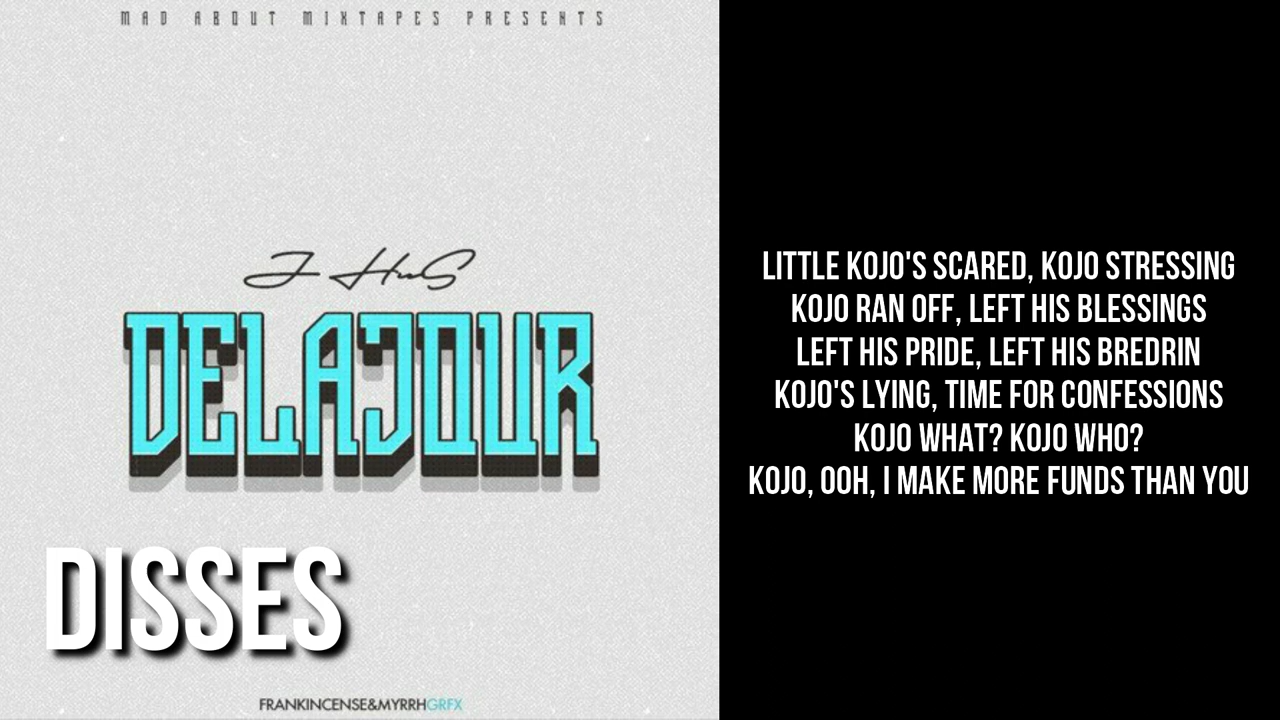 MAD ABOUT MIXTAPES PRESENTS
J HuS
DELAJOUR
DISSES
FRANKINCENSE&MYRRHGRFX
LITTLE KOJO'S SCARED, KOJO STRESSING
KOJO RAN OFF, LEFT HIS BLESSINGS
LEFT HIS PRIDE, LEFT HIS BREDRIN
KOJO'S LYING, TIME FOR CONFESSIONS
KOJO WHAT? KOJO WHO?
KOJO, OOH, I MAKE MORE FUNDS THAN YOU